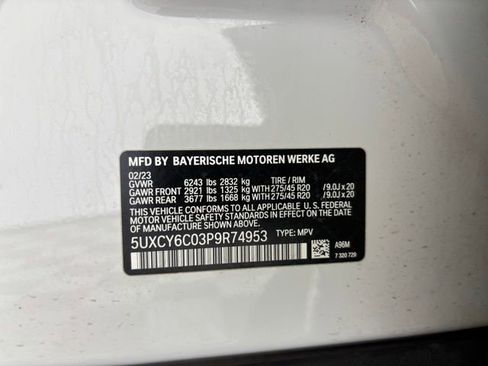 MFD BY BAYERISCHE MOTOREN WERKE AG
02/23
GVWR 6243 lbs 2832 kg TIRE / RIM
GAWR FRONT 2921 lbs 1325 kg WITH 275/45 R20 /9.0J x 20
GAWR REAR 3677 lbs 1668 kg WITH 275/45 R20 /9.0J x 20
THIS VEHICLE CONFORMS TO ALL APPLICABLE U.S. FEDERAL
MOTOR VEHICLE SAFETY STANDARDS IN EFFECT ON THE DATE OF
MANUFACTURE SHOWN ABOVE.
5UXCY6C03P9R74953 TYPE: MPV
A96M
7 320 729